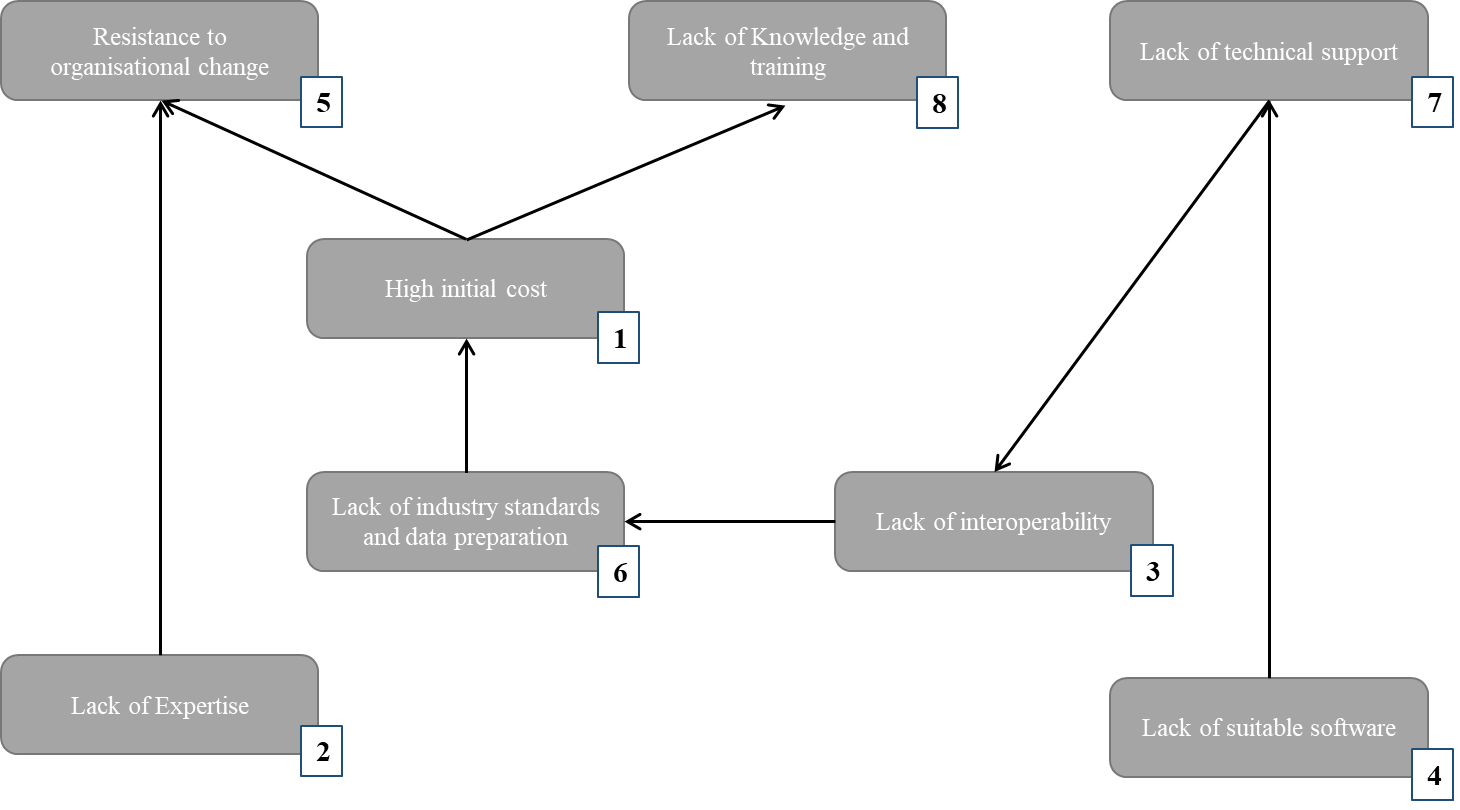 Resistance to
organisational change
5
Lack of Knowledge and
training
8
Lack of technical support
7
High initial cost
1
Lack of industry standards
and data preparation
6
Lack of interoperability
3
Lack of Expertise
2
Lack of suitable software
4